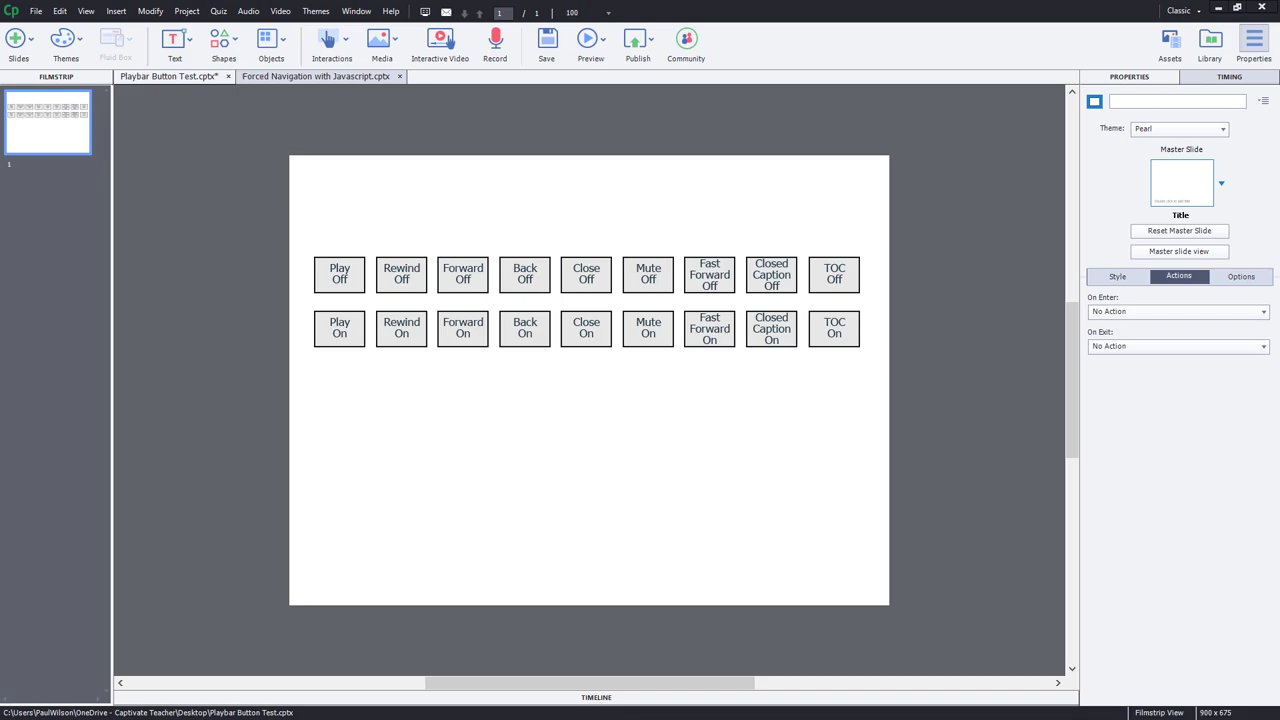 Cp File Edit View Insert Modify Project Quiz Audio Video Themes Window Help 1 / 1 100 Classic
Slides Themes Fluid Box Text Shapes Objects Interactions Media Interactive Video Record Save Preview Publish Community Assets Library Properties
FILMSTRIP
Playbar Button Test.cptx* × Forced Navigation with Javascript.cptx ×
PROPERTIES TIMING
1
Theme: Pearl
Master Slide
Title
Reset Master Slide
Master slide view
Style Actions Options
On Enter:
No Action
On Exit:
No Action
Play
Off
Rewind
Off
Forward
Off
Back
Off
Close
Off
Mute
Off
Fast
Forward
Off
Closed
Caption
Off
TOC
Off
Play
On
Rewind
On
Forward
On
Back
On
Close
On
Mute
On
Fast
Forward
On
Closed
Caption
On
TOC
On
TIMELINE
C:\Users\PaulWilson\OneDrive - Captivate Teacher\Desktop\Playbar Button Test.cptx
Filmstrip View 900 x 675